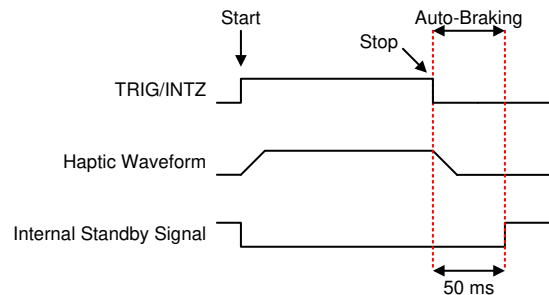 Start
Auto-Braking
Stop
TRIG/INTZ
Haptic Waveform
Internal Standby Signal
50 ms